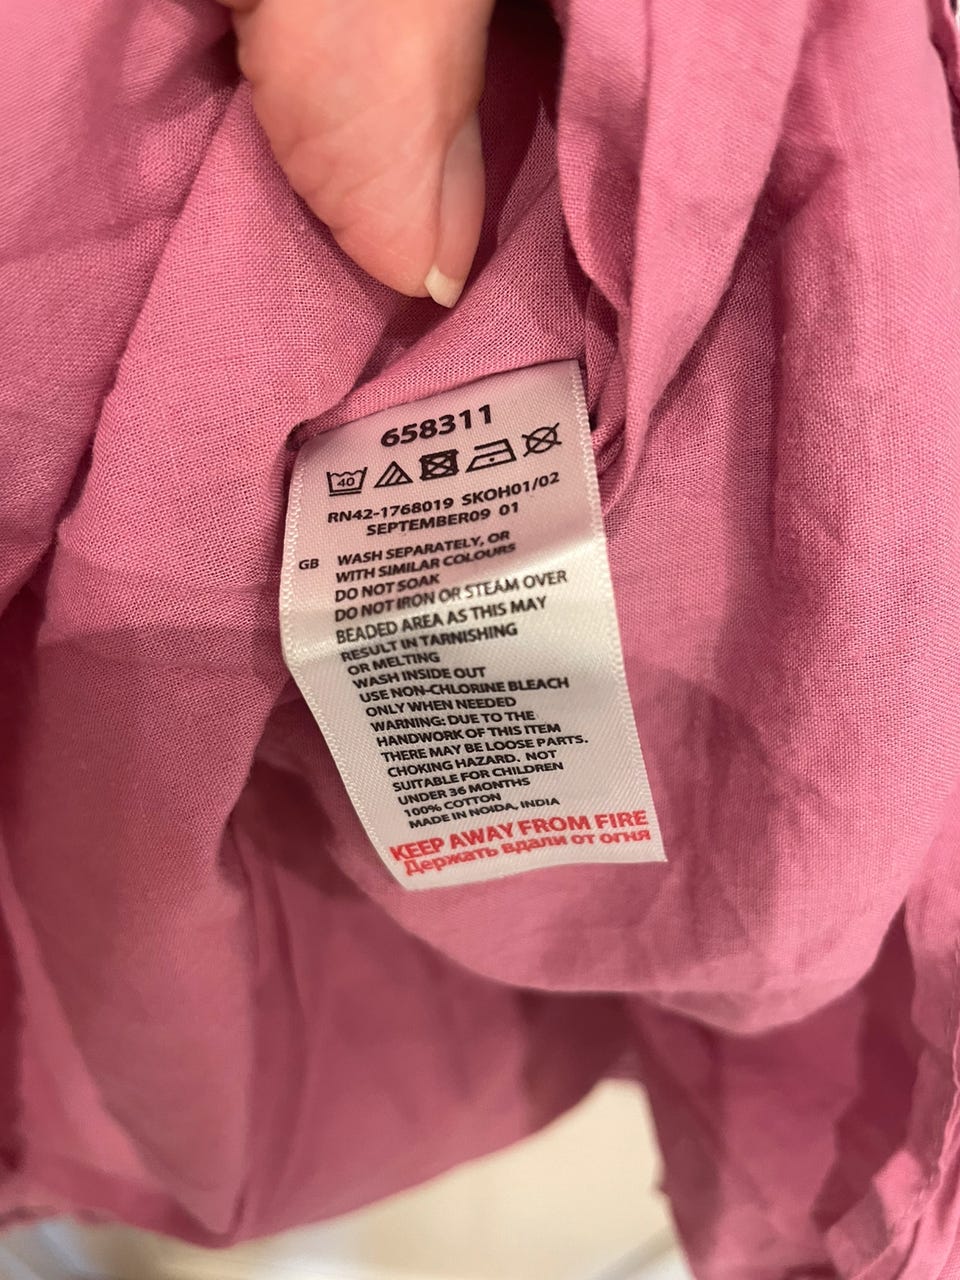 658311
40
RN42-1768019 SKOH01/02
SEPTEMBER09 01
GB WASH SEPARATELY, OR
WITH SIMILAR COLOURS
DO NOT SOAK
DO NOT IRON OR STEAM OVER
BEADED AREA AS THIS MAY
RESULT IN TARNISHING
OR MELTING
WASH INSIDE OUT
USE NON-CHLORINE BLEACH
ONLY WHEN NEEDED
WARNING: DUE TO THE
HANDWORK OF THIS ITEM
THERE MAY BE LOOSE PARTS.
CHOKING HAZARD. NOT
SUITABLE FOR CHILDREN
UNDER 36 MONTHS
100% COTTON
MADE IN NOIDA, INDIA
KEEP AWAY FROM FIRE
Держать вдали от огня